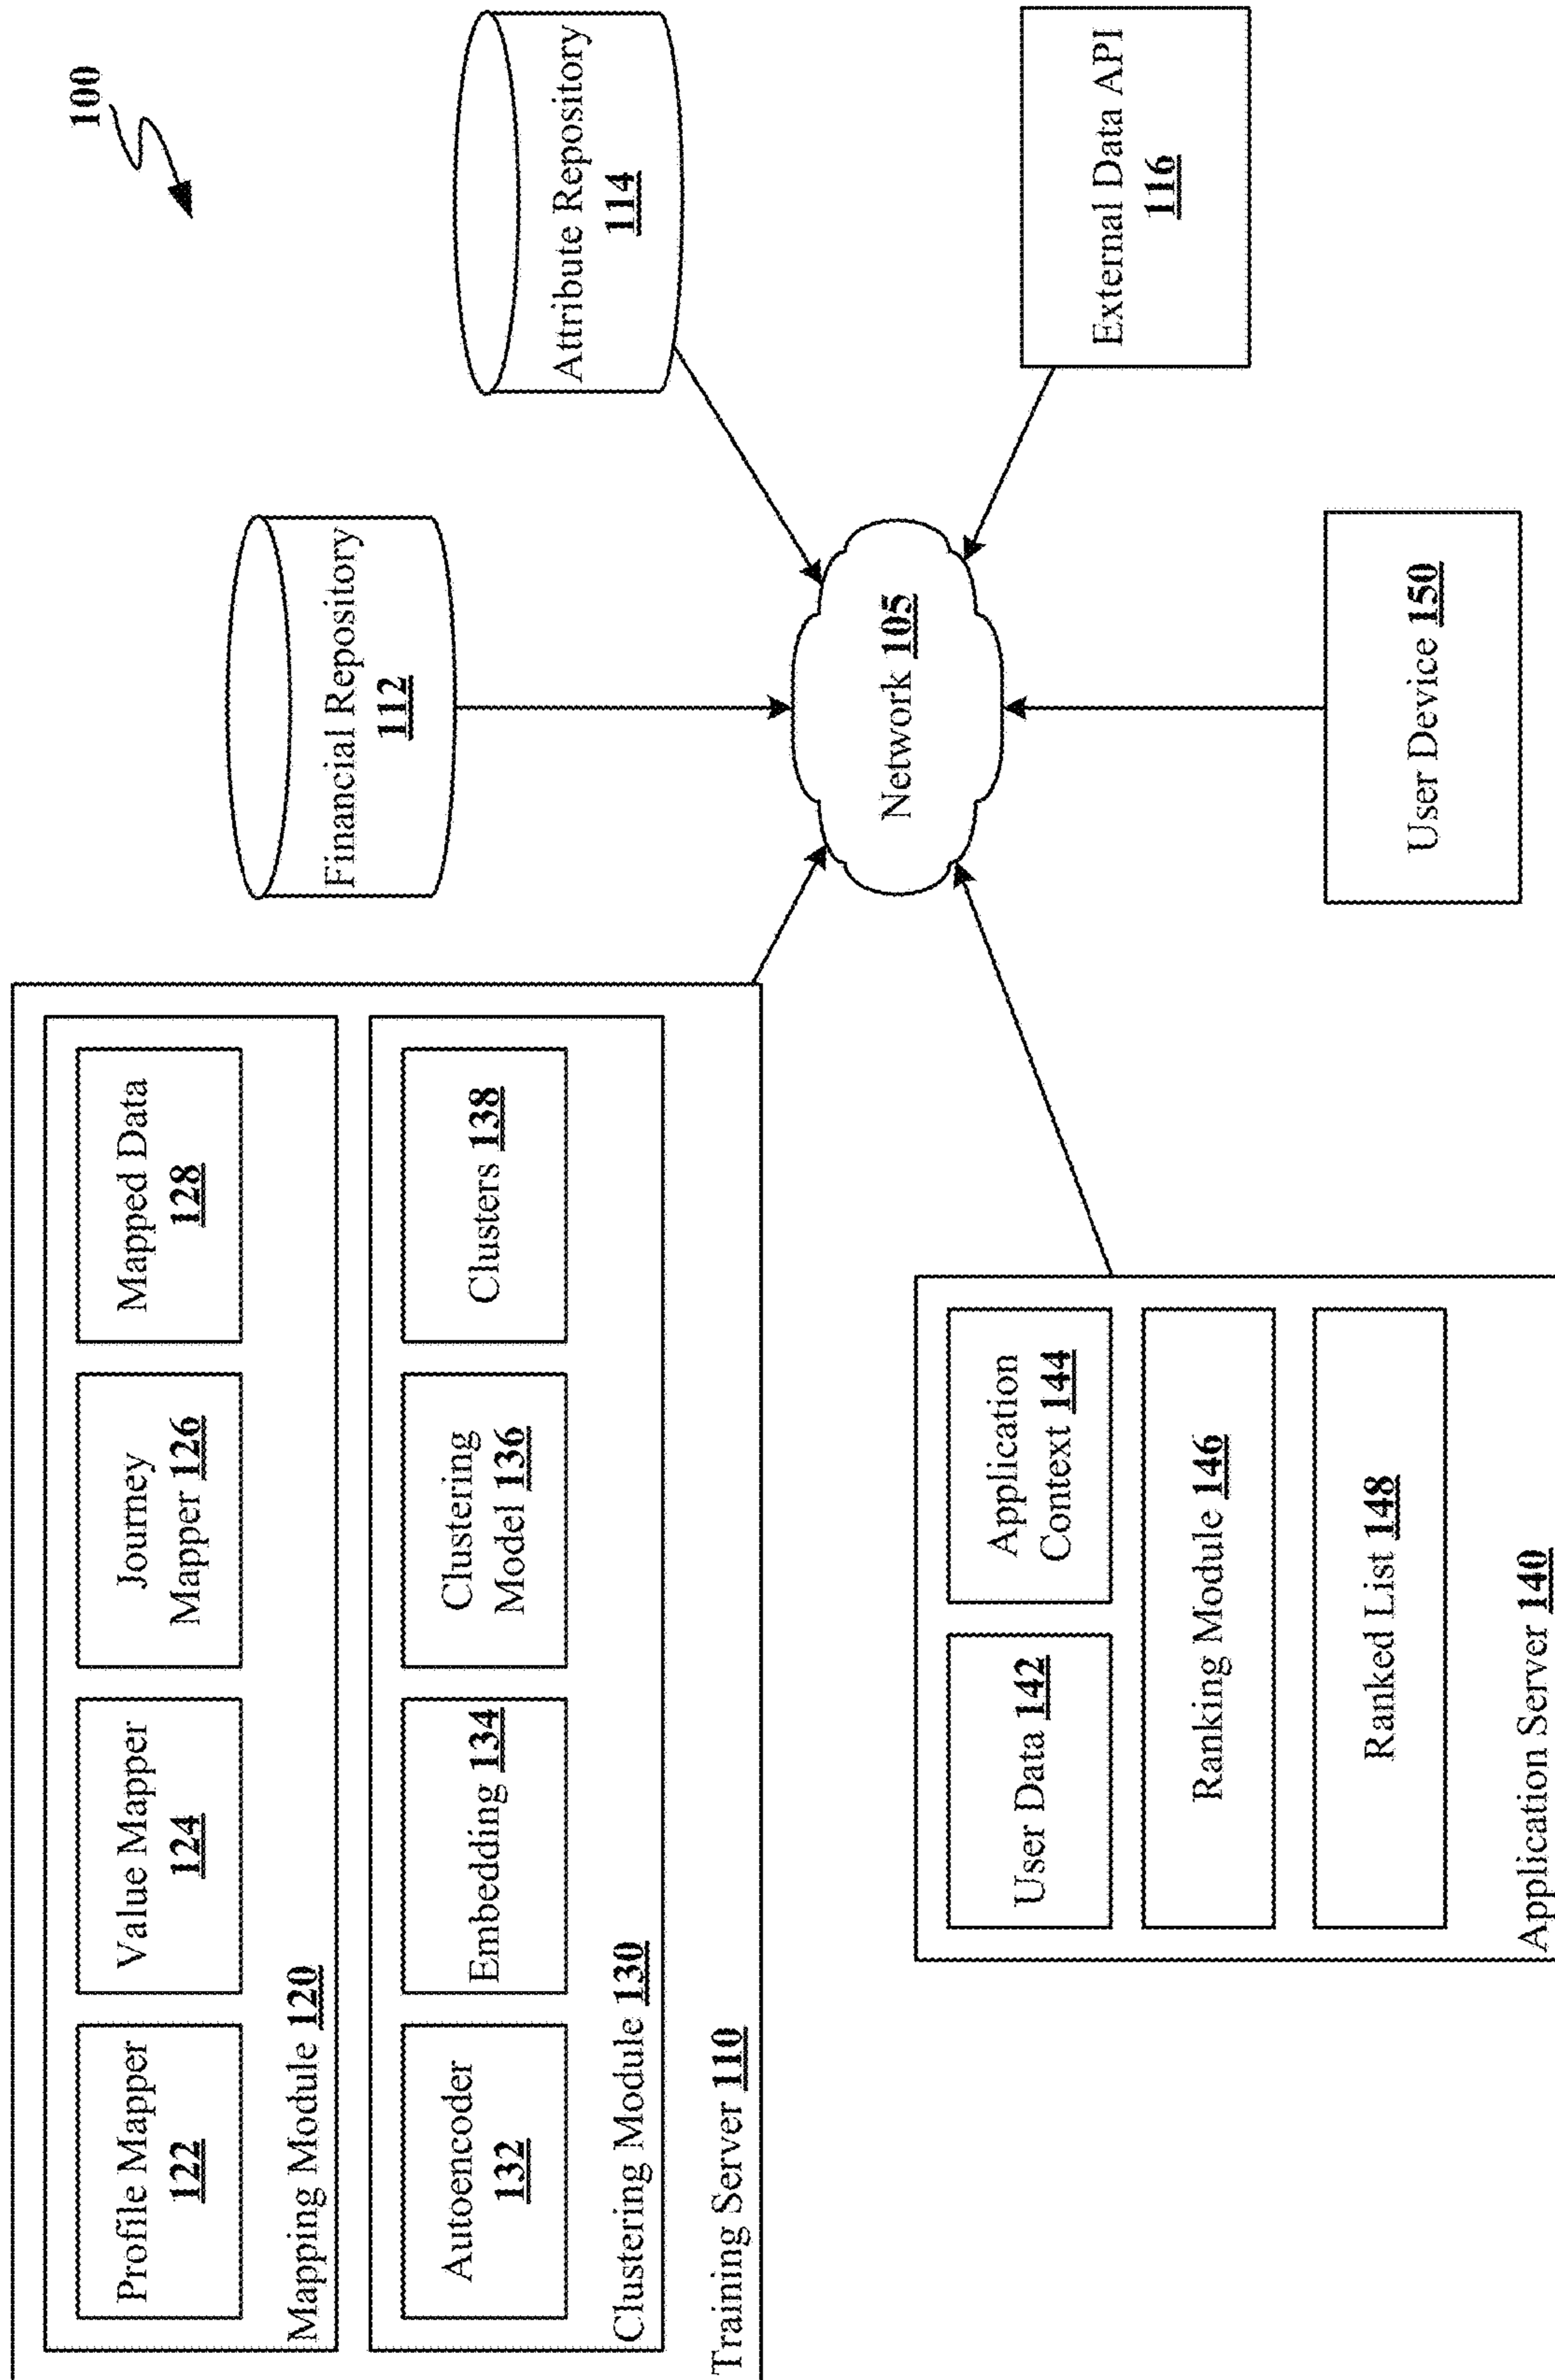 100
Profile Mapper
122
Value Mapper
124
Journey
Mapper 126
Mapped Data
128
Mapping Module 120
Autoencoder
132
Embedding 134
Clustering
Model 136
Clusters 138
Clustering Module 130
Training Server 110
Financial Repository
112
Attribute Repository
114
Network 105
External Data API
116
User Device 150
User Data 142
Application
Context 144
Ranking Module 146
Ranked List 148
Application Server 140